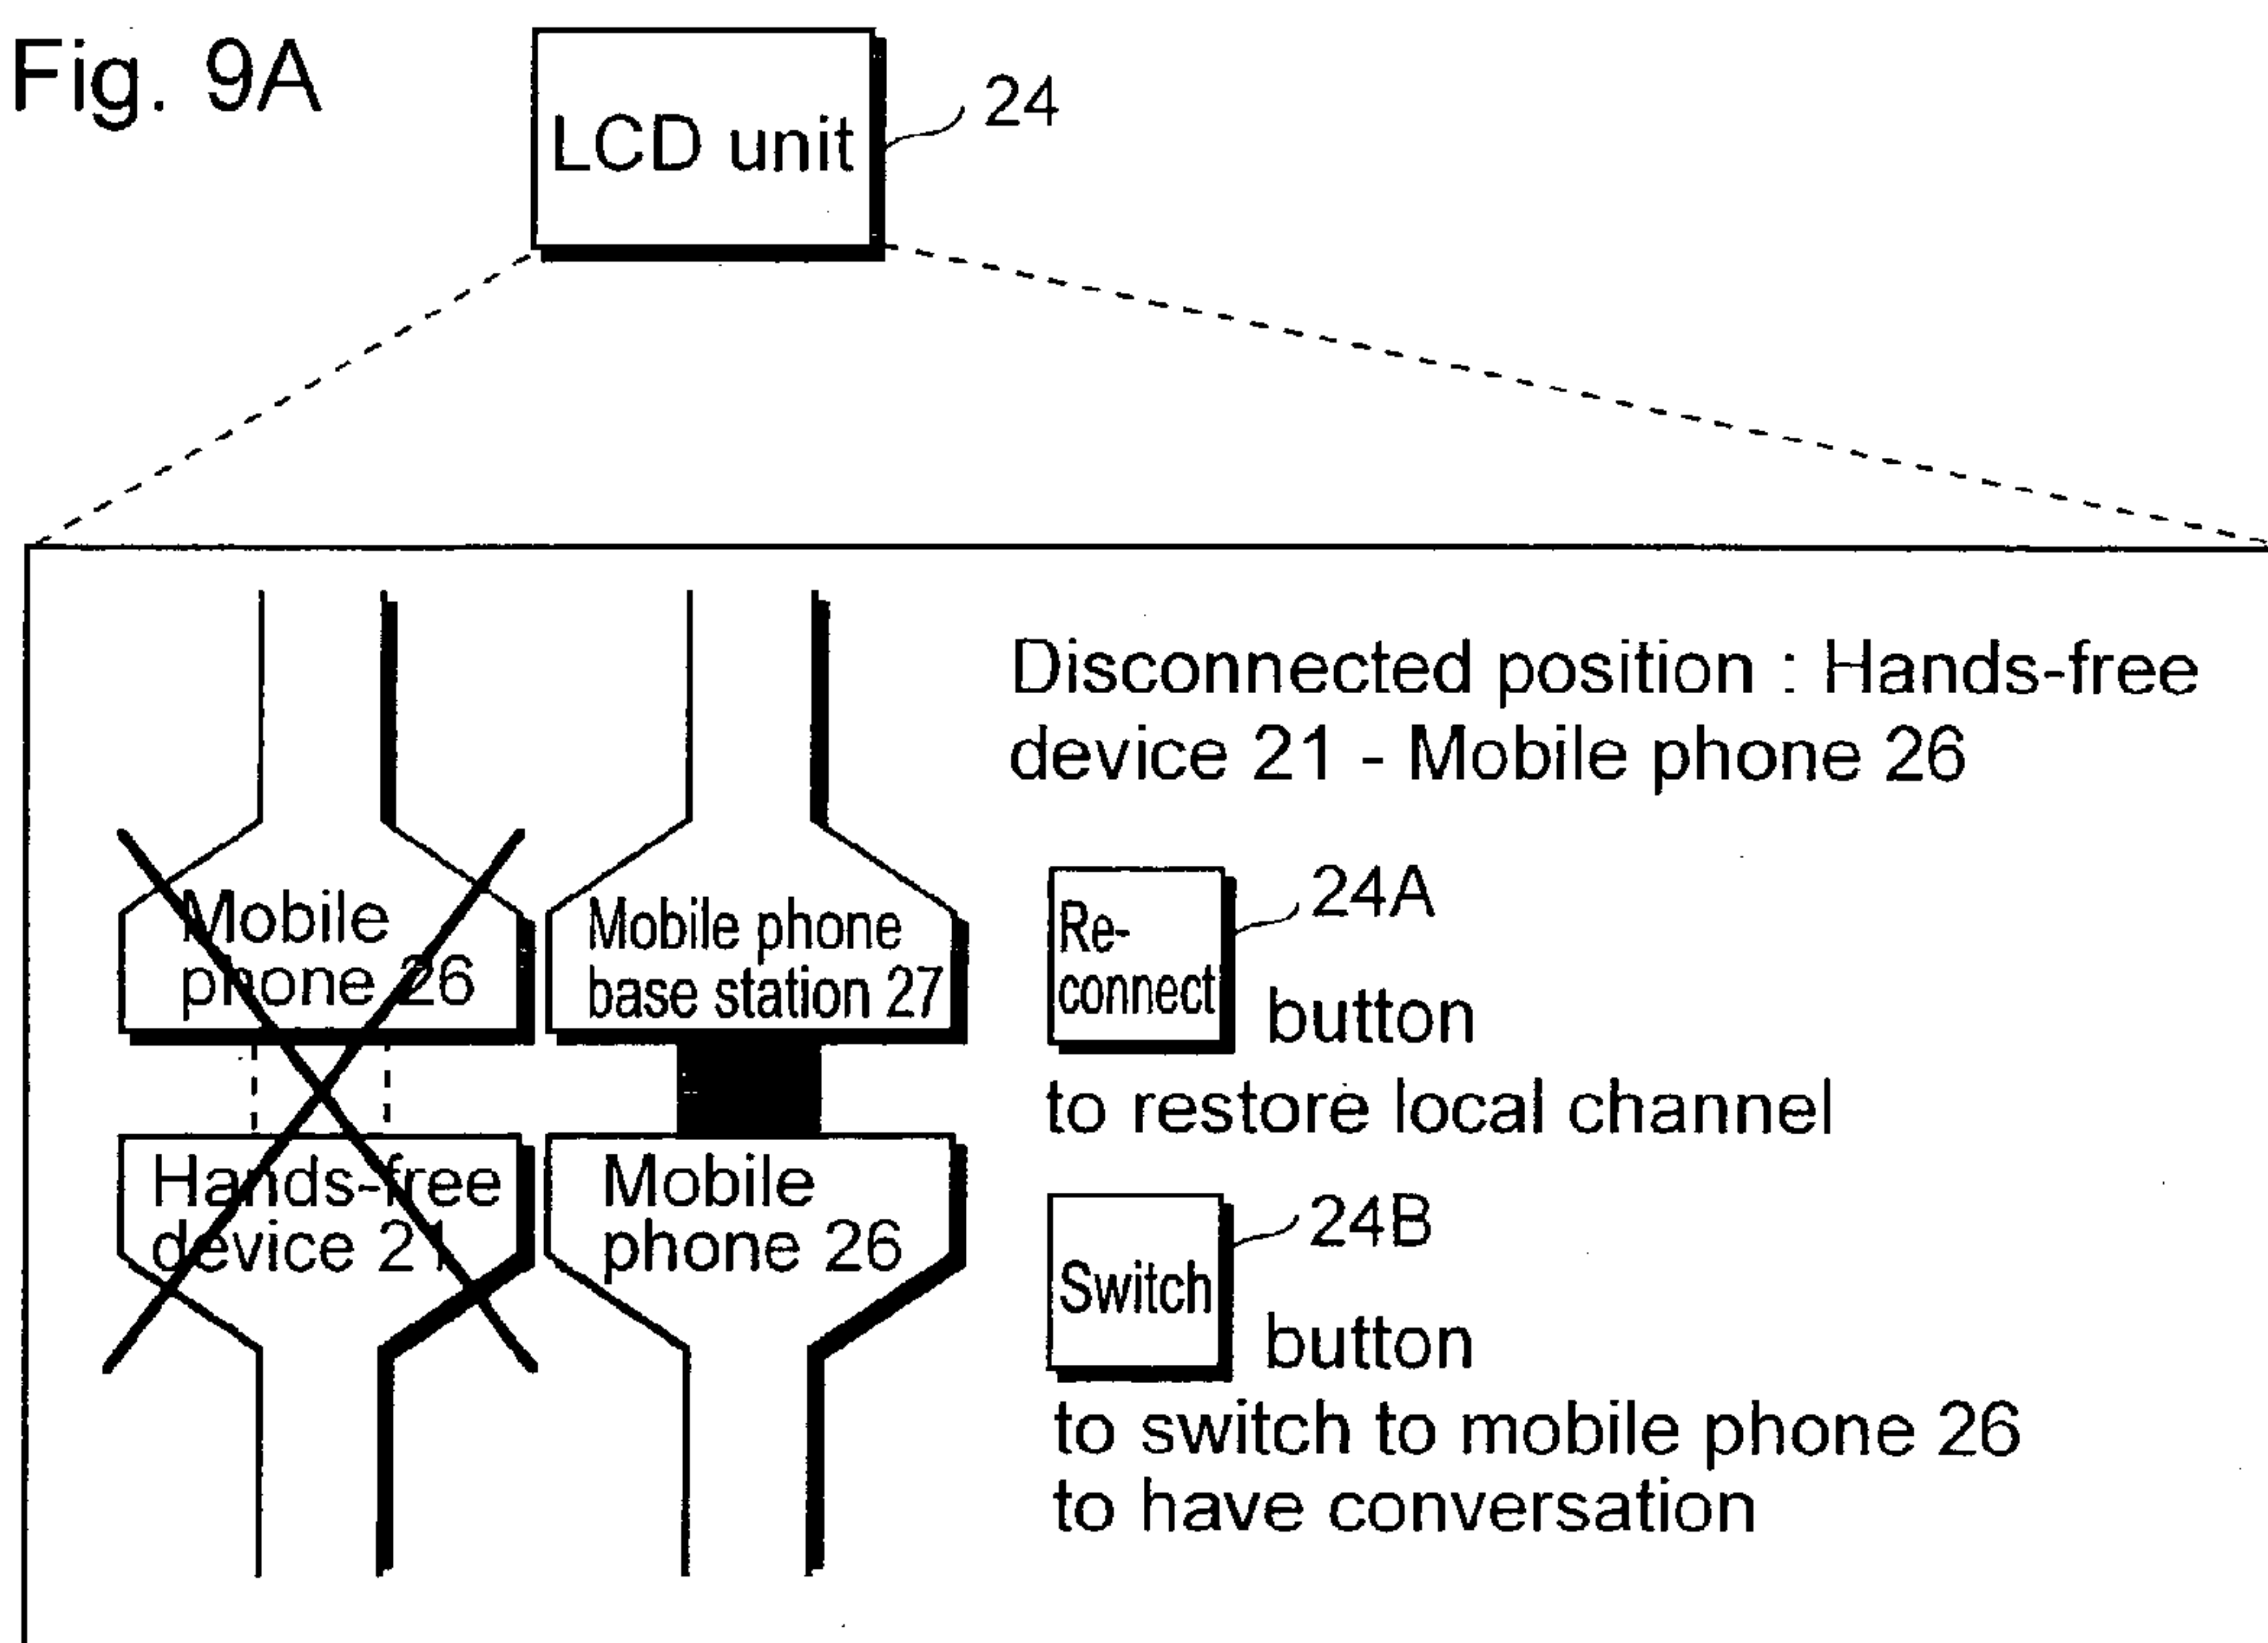 Fig. 9A
LCD unit
24
Disconnected position : Hands-free
device 21 - Mobile phone 26
Mobile
phone 26
Mobile phone
base station 27
Re-
connect
24A
button
to restore local channel
Hands-free
device 21
Mobile
phone 26
Switch
24B
button
to switch to mobile phone 26
to have conversation